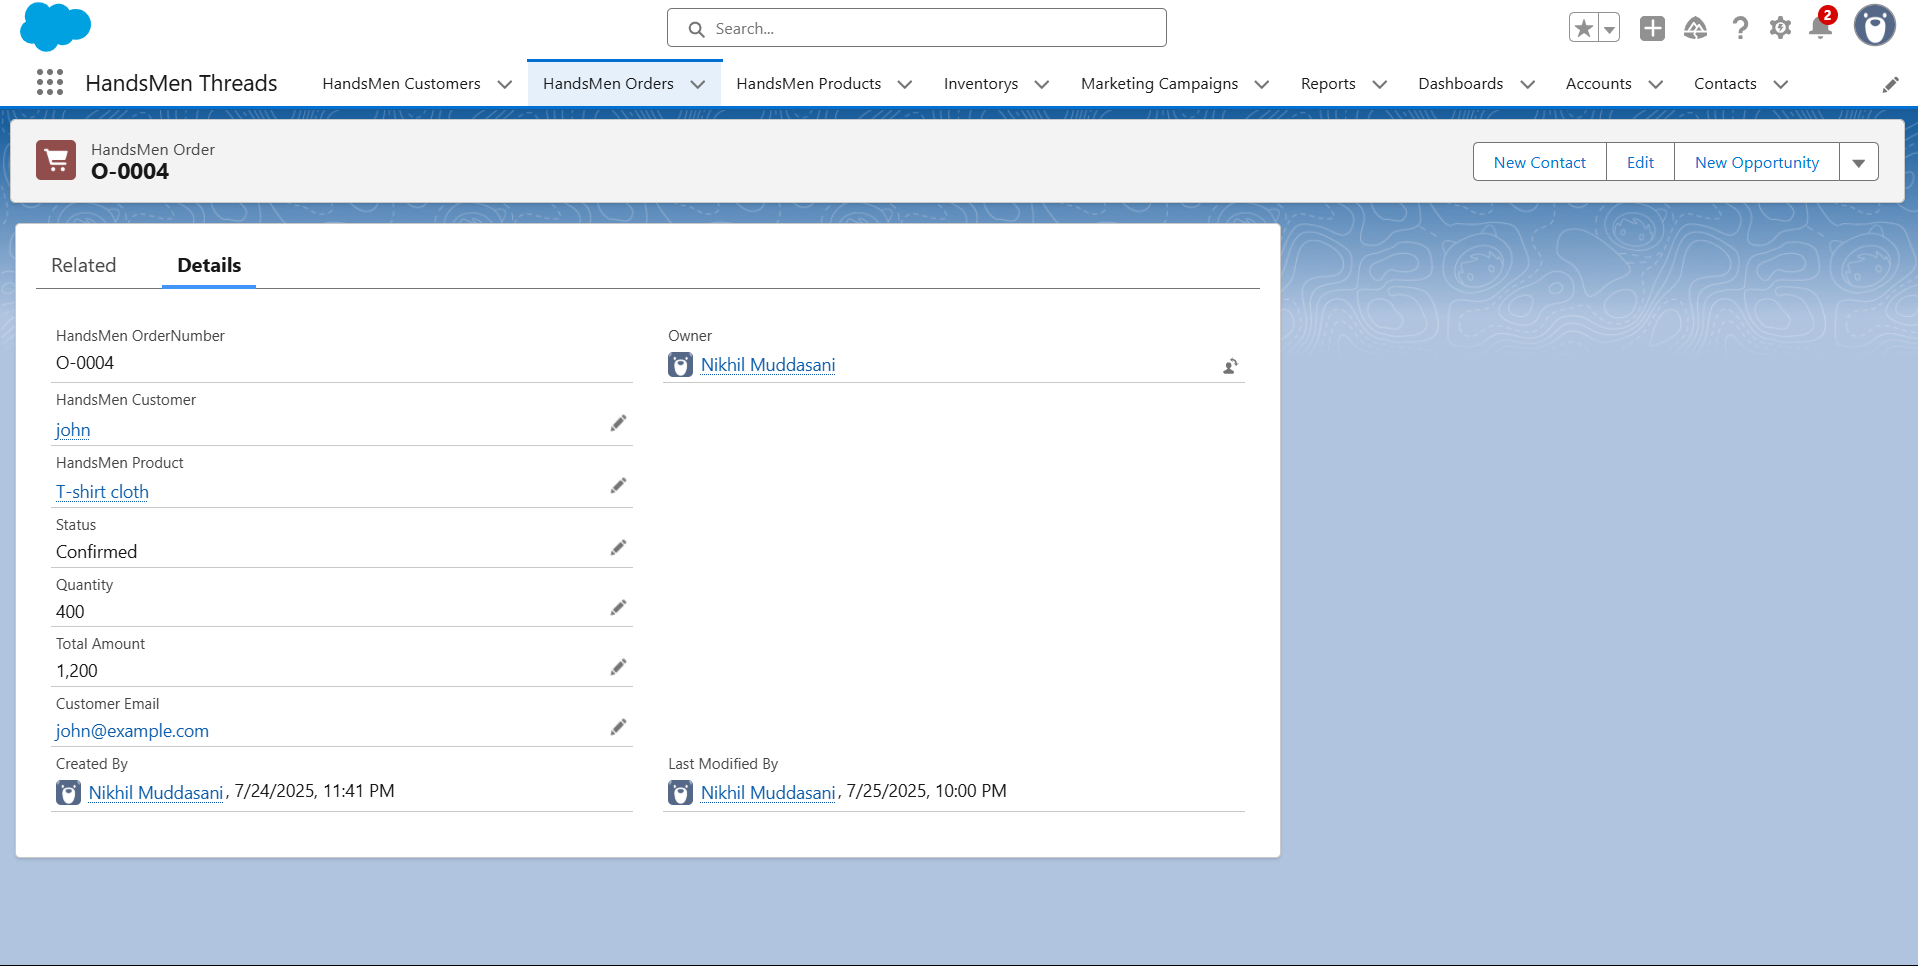 Search...
2
HandsMen Threads
HandsMen Customers
HandsMen Orders
HandsMen Products
Inventorys
Marketing Campaigns
Reports
Dashboards
Accounts
Contacts
HandsMen Order
O-0004
New Contact
Edit
New Opportunity
Related
Details
HandsMen OrderNumber
O-0004
Owner
Nikhil Muddasani
HandsMen Customer
john
HandsMen Product
T-shirt cloth
Status
Confirmed
Quantity
400
Total Amount
1,200
Customer Email
john@example.com
Created By
Nikhil Muddasani, 7/24/2025, 11:41 PM
Last Modified By
Nikhil Muddasani, 7/25/2025, 10:00 PM